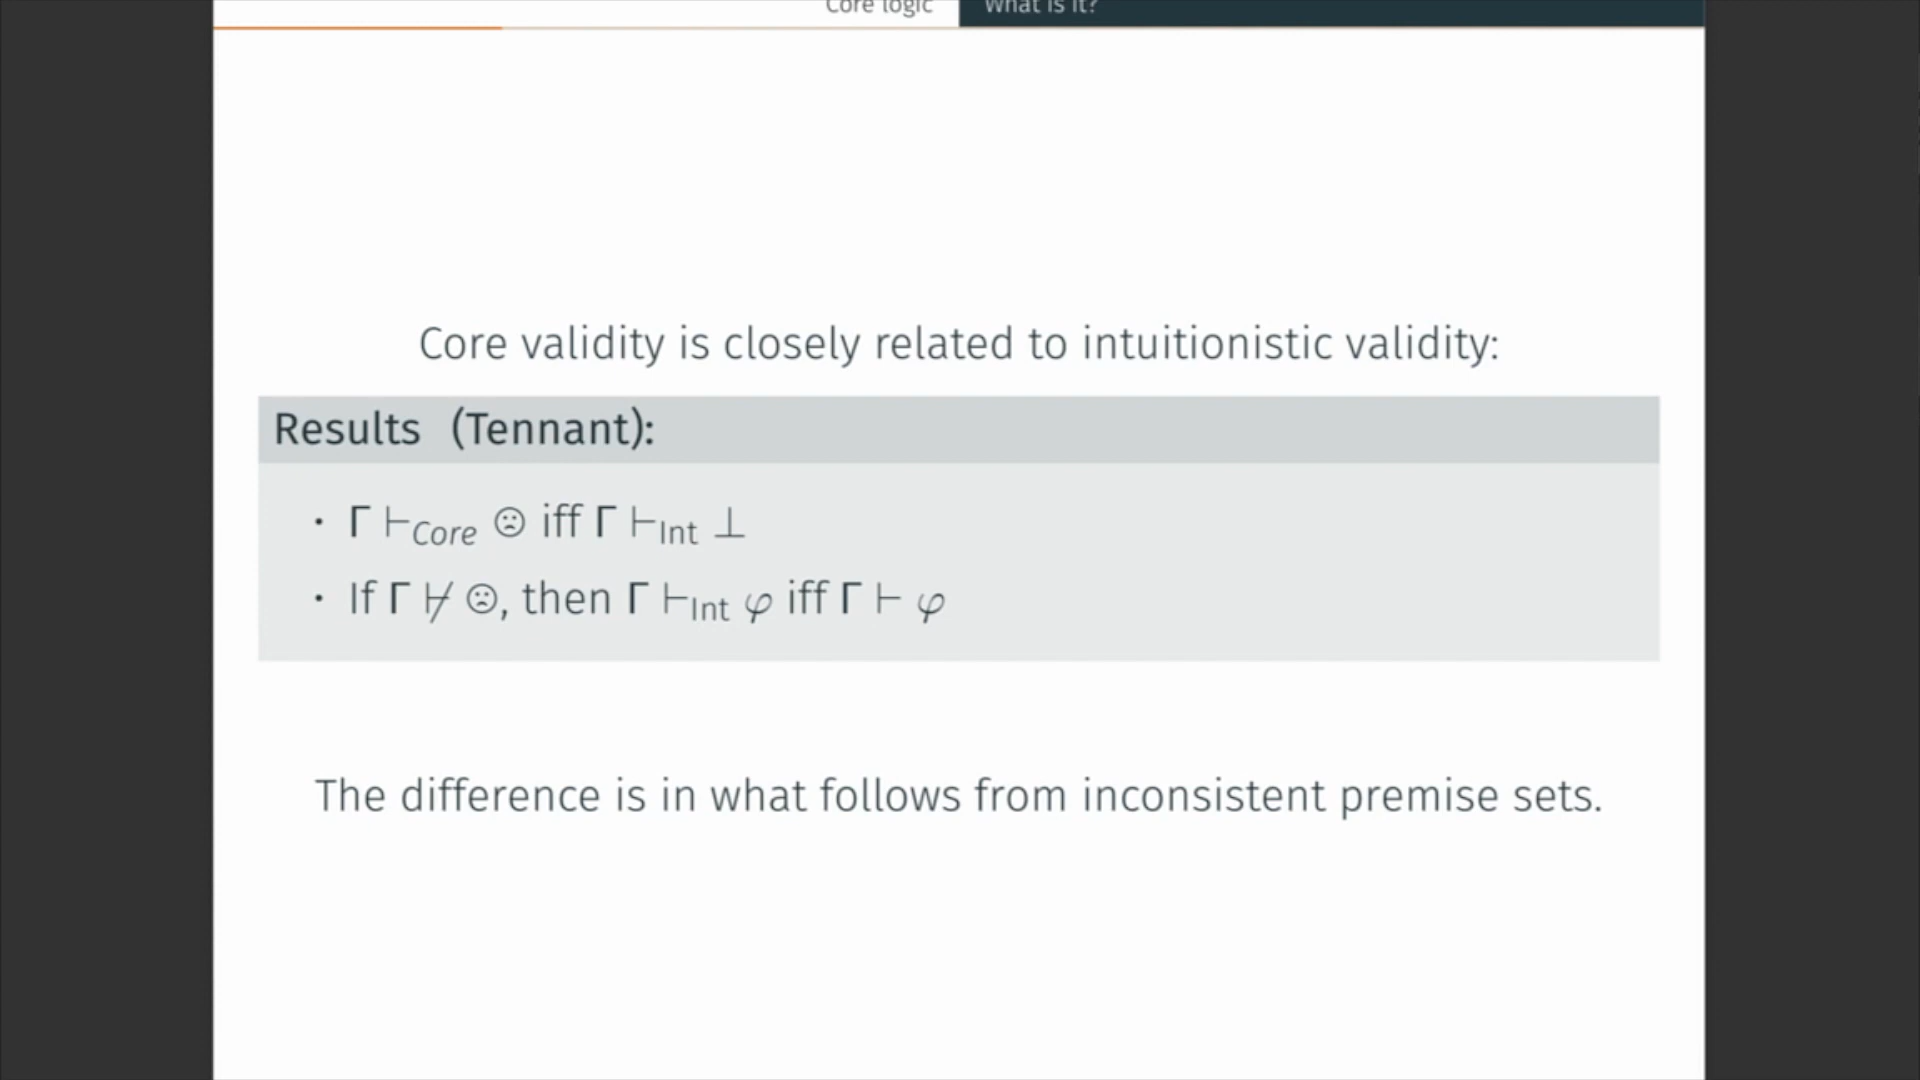 Core logic What is it?
Core validity is closely related to intuitionistic validity:
Results (Tennant):
• Γ ⊢Core ☹ iff Γ ⊢Int ⊥
• If Γ ⊬ ☹, then Γ ⊢Int φ iff Γ ⊢ φ
The difference is in what follows from inconsistent premise sets.